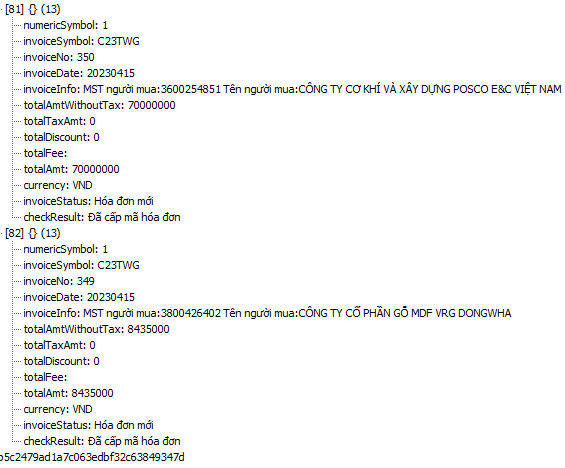 [81] {} (13)
numericSymbol: 1
invoiceSymbol: C23TWG
invoiceNo: 350
invoiceDate: 20230415
invoiceInfo: MST người mua:3600254851 Tên người mua:CÔNG TY CƠ KHÍ VÀ XÂY DỰNG POSCO E&C VIỆT NAM
totalAmtWithoutTax: 70000000
totalTaxAmt: 0
totalDiscount: 0
totalFee:
totalAmt: 70000000
currency: VND
invoiceStatus: Hóa đơn mới
checkResult: Đã cấp mã hóa đơn
[82] {} (13)
numericSymbol: 1
invoiceSymbol: C23TWG
invoiceNo: 349
invoiceDate: 20230415
invoiceInfo: MST người mua:3800426402 Tên người mua:CÔNG TY CỔ PHẦN GỖ MDF VRG DONGWHA
totalAmtWithoutTax: 8435000
totalTaxAmt: 0
totalDiscount: 0
totalFee:
totalAmt: 8435000
currency: VND
invoiceStatus: Hóa đơn mới
checkResult: Đã cấp mã hóa đơn
b5c2479ad1a7c063edbf32c63849347d